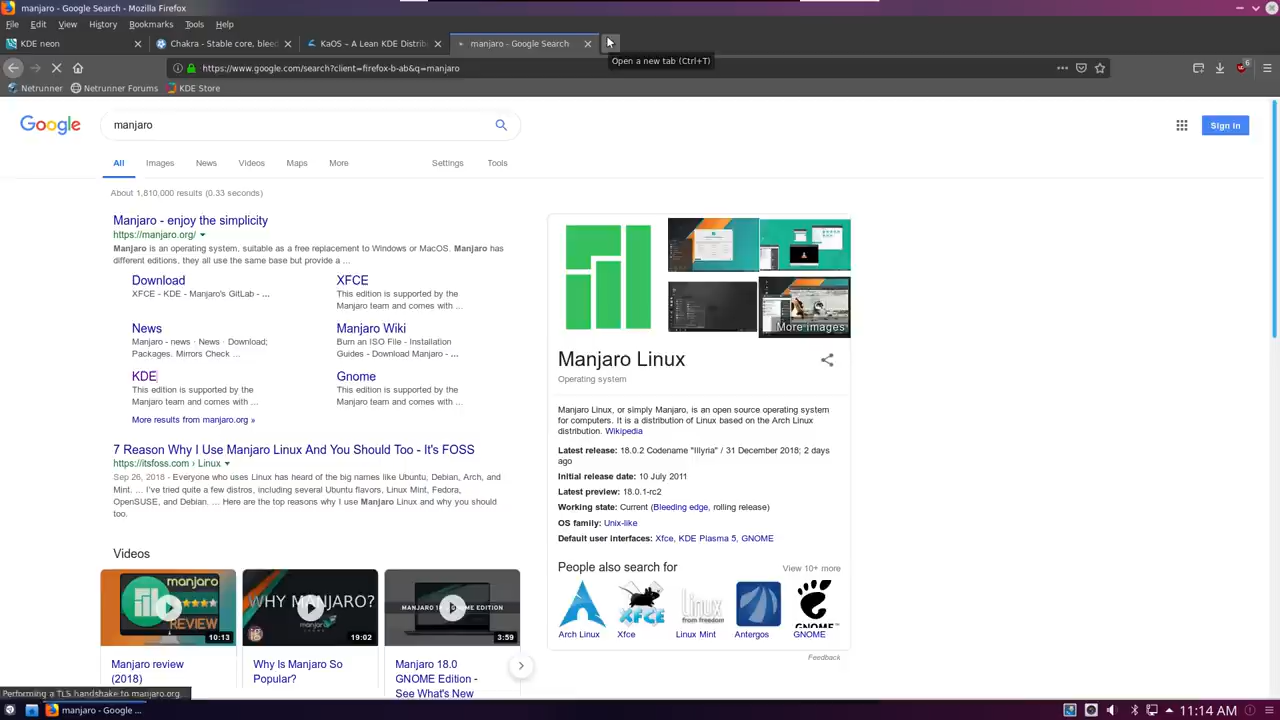 manjaro - Google Search - Mozilla Firefox
File Edit View History Bookmarks Tools Help
KDE neon
Chakra - Stable core, blee
KaOS – A Lean KDE Distrib
manjaro - Google Search
Open a new tab (Ctrl+T)
https://www.google.com/search?client=firefox-b-ab&q=manjaro
6
Netrunner Netrunner Forums KDE Store
Google
manjaro
Sign in
All Images News Videos Maps More Settings Tools
About 1,810,000 results (0.33 seconds)
Manjaro - enjoy the simplicity
https://manjaro.org/
Manjaro is an operating system, suitable as a free replacement to Windows or MacOS. Manjaro has
different editions, they all use the same base but provide a ...
Download
XFCE - KDE - Manjaro's GitLab - ...
XFCE
This edition is supported by the
Manjaro team and comes with ...
News
Manjaro - news · News · Download;
Packages. Mirrors Check ...
Manjaro Wiki
Burn an ISO File - Installation
Guides - Download Manjaro - ...
KDE
This edition is supported by the
Manjaro team and comes with ...
Gnome
This edition is supported by the
Manjaro team and comes with ...
More results from manjaro.org »
7 Reason Why I Use Manjaro Linux And You Should Too - It's FOSS
https://itsfoss.com › Linux
Sep 26, 2018 - Everyone who uses Linux has heard of the big names like Ubuntu, Debian, Arch, and
Mint. ... I've tried quite a few distros, including several Ubuntu flavors, Linux Mint, Fedora,
OpenSUSE, and Debian. ... Here are the top reasons why I use Manjaro Linux and why you should
too.
Videos
manjaro
REVIEW
10:13
WHY MANJARO?
manjaro
19:02
MANJARO 18 GNOME EDITION
3:59
Manjaro review
(2018)
Why Is Manjaro So
Popular?
Manjaro 18.0
GNOME Edition -
See What's New
More images
Manjaro Linux
Operating system
Manjaro Linux, or simply Manjaro, is an open source operating system
for computers. It is a distribution of Linux based on the Arch Linux
distribution. Wikipedia
Latest release: 18.0.2 Codename "Illyria" / 31 December 2018; 2 days
ago
Initial release date: 10 July 2011
Latest preview: 18.0.1-rc2
Working state: Current (Bleeding edge, rolling release)
OS family: Unix-like
Default user interfaces: Xfce, KDE Plasma 5, GNOME
People also search for
View 10+ more
XFCE
Linux
from freedom
GNOME™
Arch Linux
Xfce
Linux Mint
Antergos
GNOME
Feedback
Performing a TLS handshake to manjaro.org...
manjaro - Google ...
11:14 AM